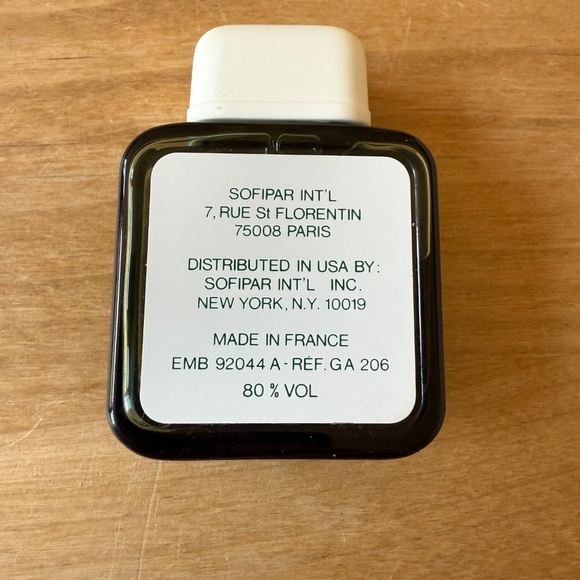 SOFIPAR INT'L
7, RUE St FLORENTIN
75008 PARIS
DISTRIBUTED IN USA BY:
SOFIPAR INT'L INC.
NEW YORK, N.Y. 10019
MADE IN FRANCE
EMB 92044 A - RÉF. GA 206
80 % VOL